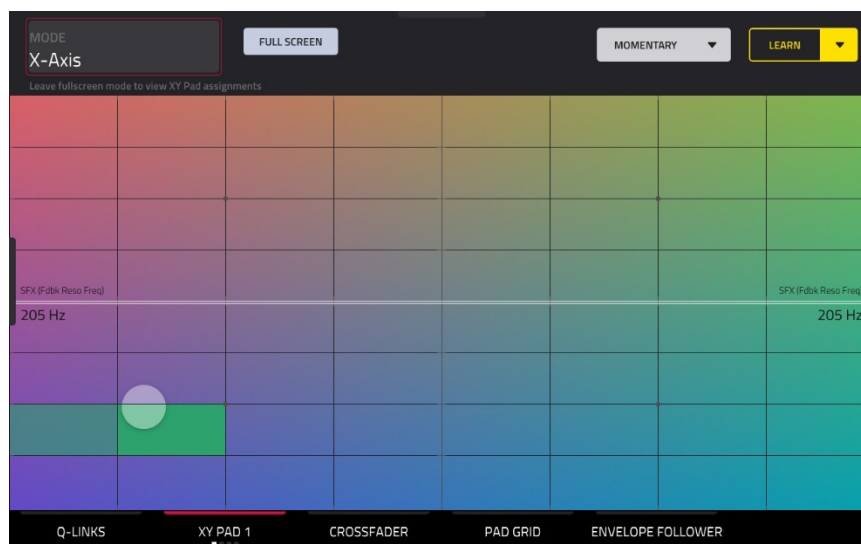 MODE
X-Axis
FULL SCREEN
MOMENTARY
LEARN
Leave fullscreen mode to view XY Pad assignments
SFX (Fdbk Reso Freq)
SFX (Fdbk Reso Freq)
205 Hz
205 Hz
Q-LINKS
XY PAD 1
CROSSFADER
PAD GRID
ENVELOPE FOLLOWER